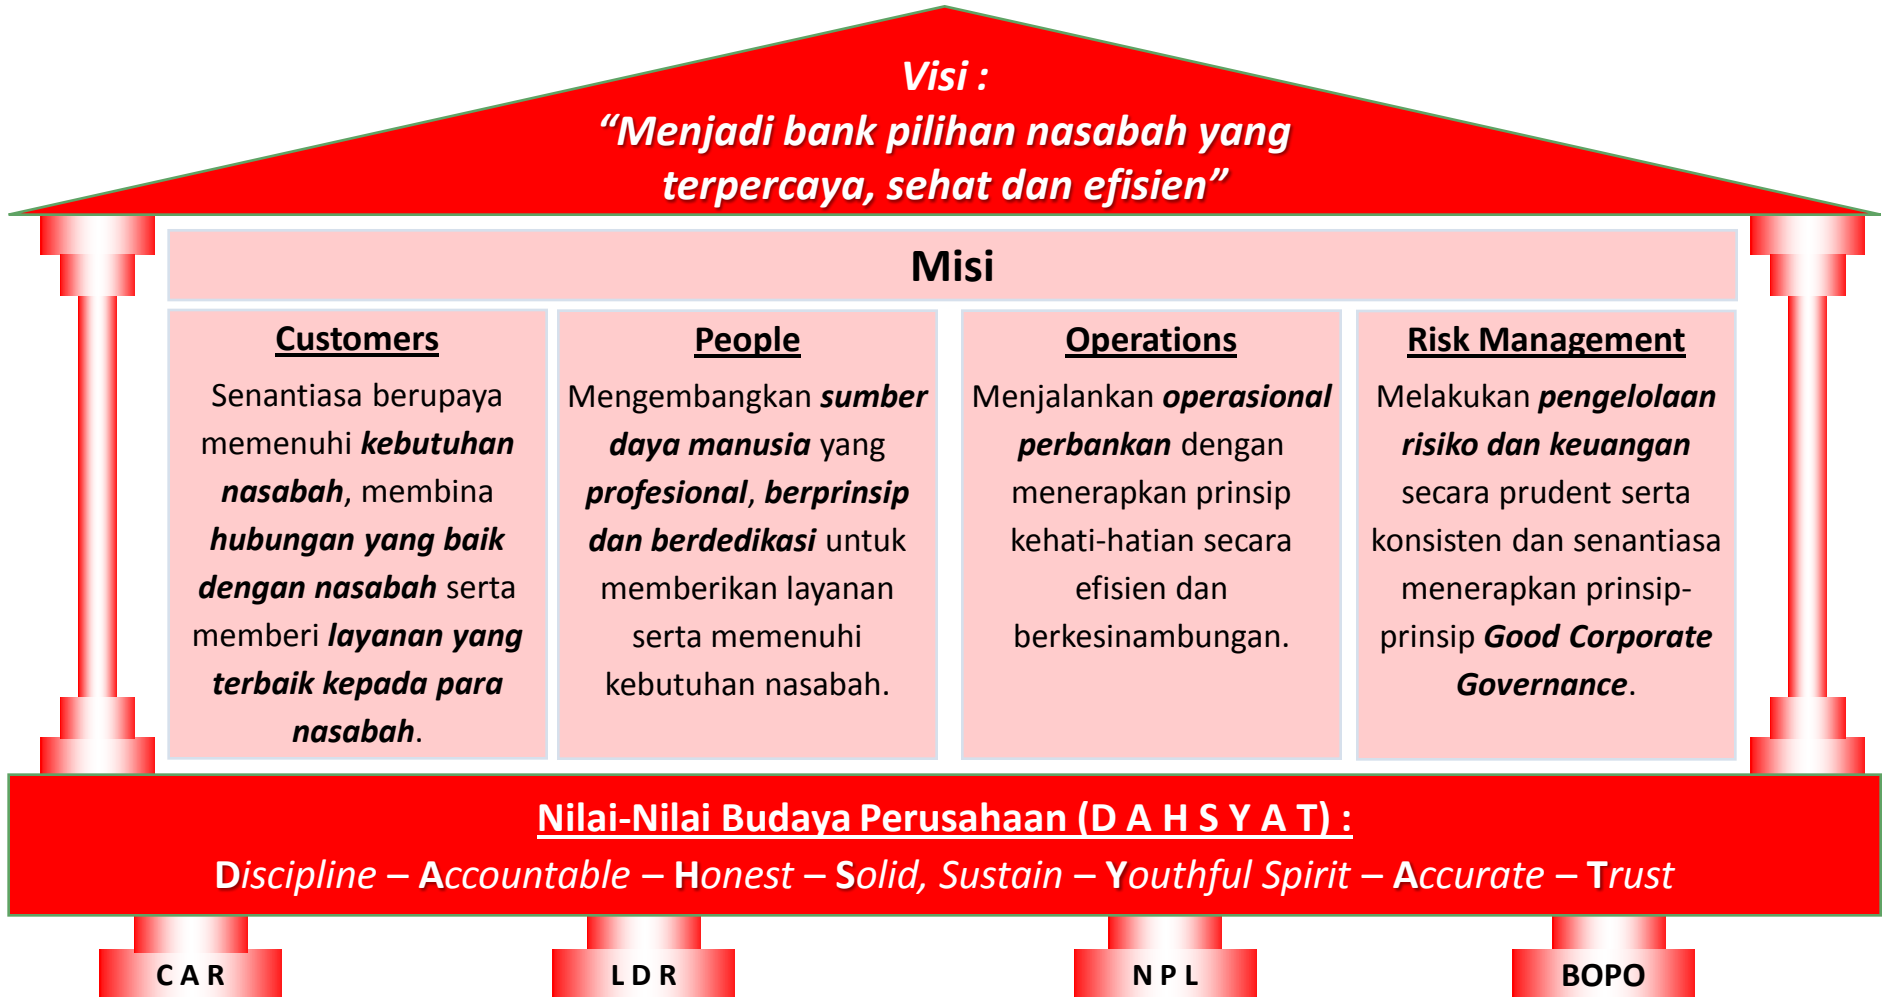 Visi :
“Menjadi bank pilihan nasabah yang
terpercaya, sehat dan efisien”
Misi
Customers
Senantiasa berupaya
memenuhi kebutuhan
nasabah, membina
hubungan yang baik
dengan nasabah serta
memberi layanan yang
terbaik kepada para
nasabah.
People
Mengembangkan sumber
daya manusia yang
profesional, berprinsip
dan berdedikasi untuk
memberikan layanan
serta memenuhi
kebutuhan nasabah.
Operations
Menjalankan operasional
perbankan dengan
menerapkan prinsip
kehati-hatian secara
efisien dan
berkesinambungan.
Risk Management
Melakukan pengelolaan
risiko dan keuangan
secara prudent serta
konsisten dan senantiasa
menerapkan prinsip-
prinsip Good Corporate
Governance.
Nilai-Nilai Budaya Perusahaan (D A H S Y A T) :
Discipline – Accountable – Honest – Solid, Sustain – Youthful Spirit – Accurate – Trust
C A R
L D R
N P L
BOPO